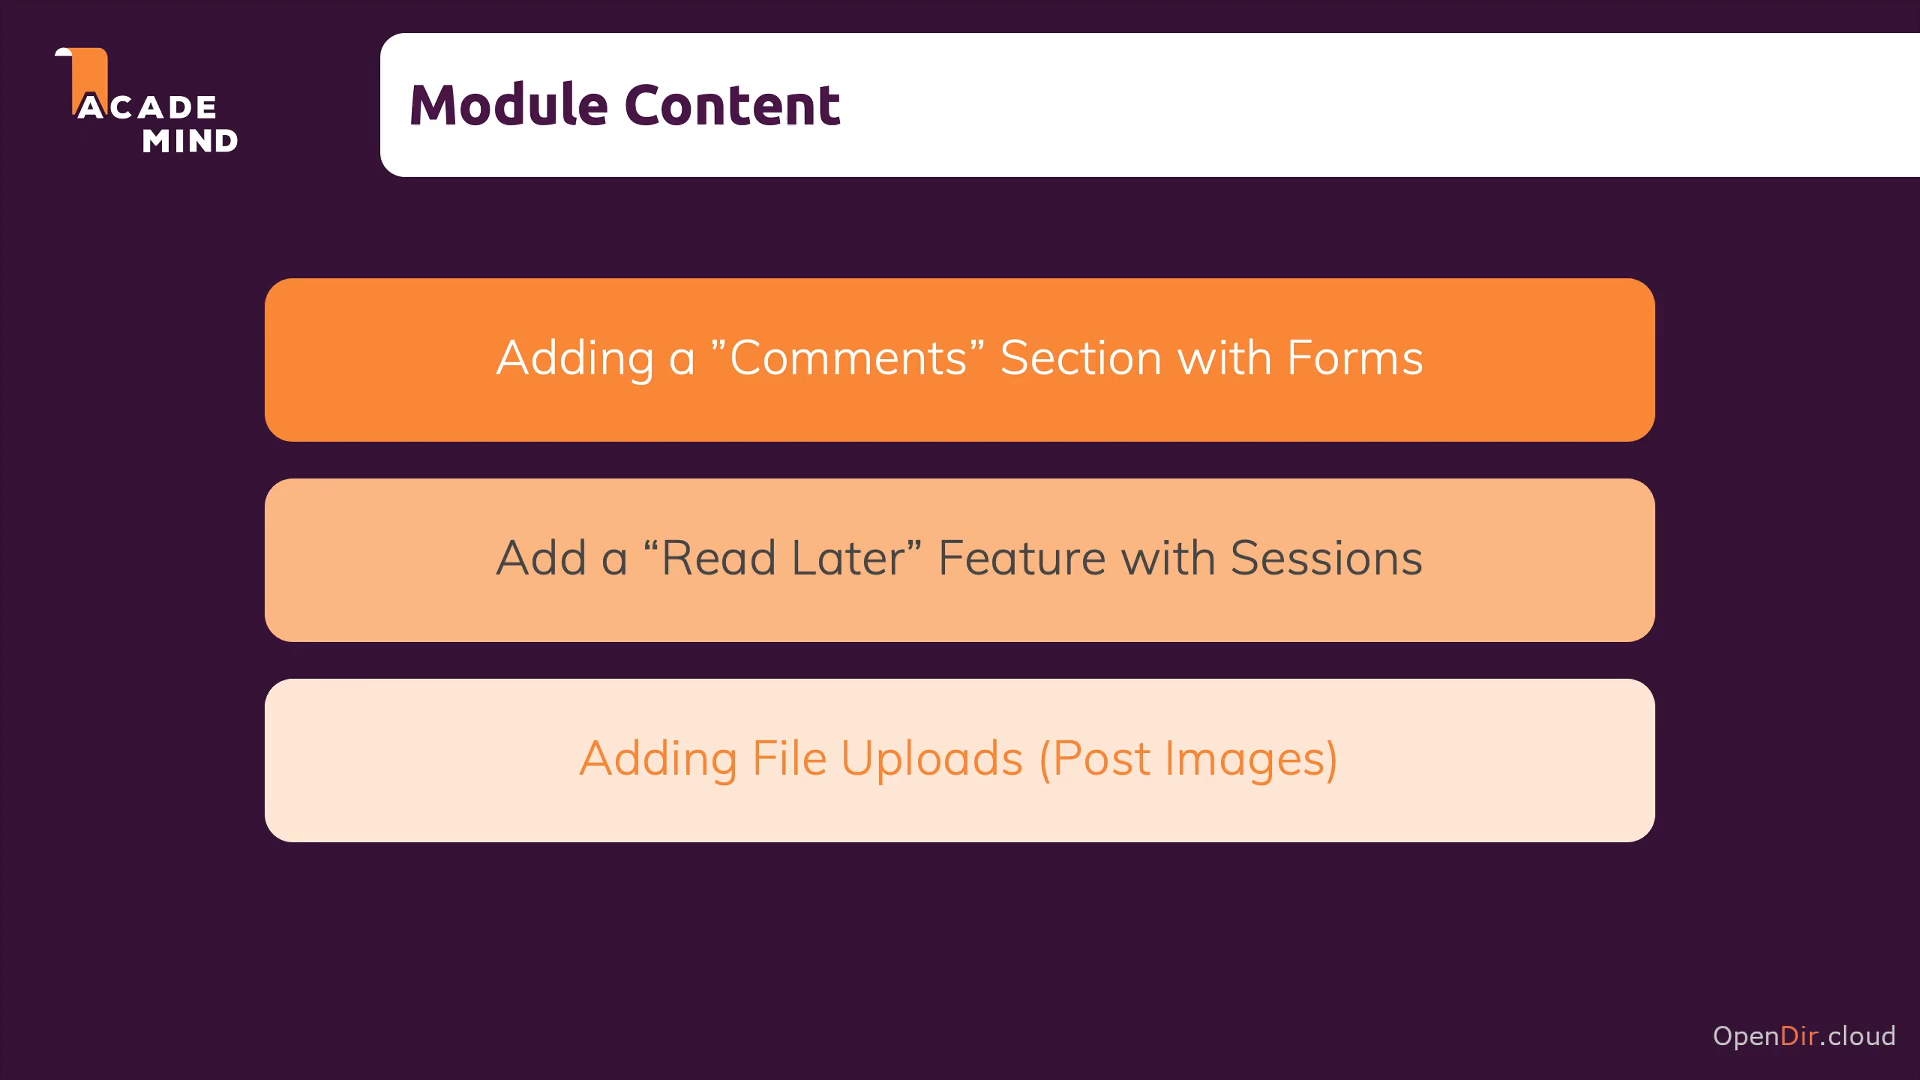 ACADE
MIND
Module Content
Adding a ”Comments” Section with Forms
Add a “Read Later” Feature with Sessions
Adding File Uploads (Post Images)
OpenDir.cloud